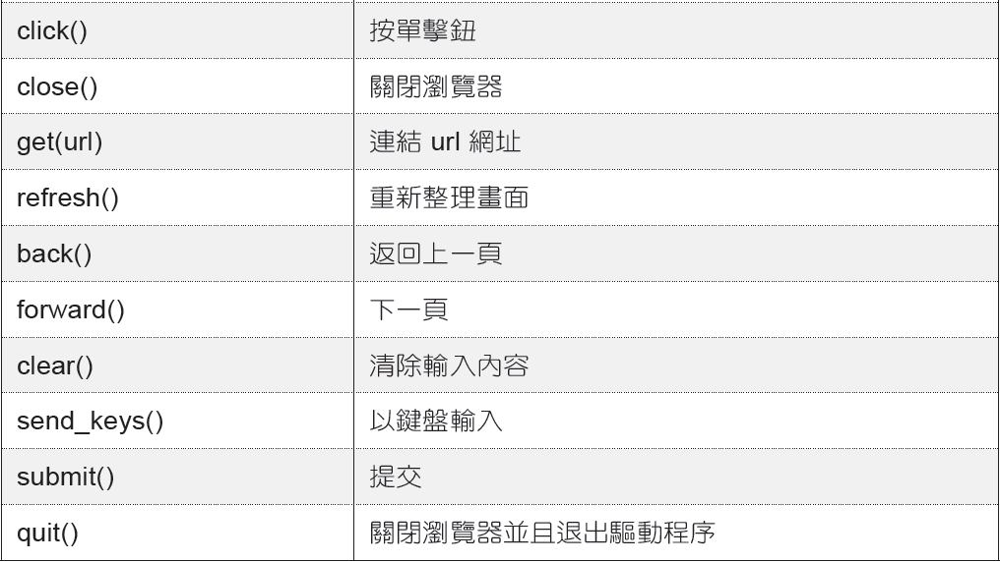 click() 按單擊鈕
close() 關閉瀏覽器
get(url) 連結 url 網址
refresh() 重新整理畫面
back() 返回上一頁
forward() 下一頁
clear() 清除輸入內容
send_keys() 以鍵盤輸入
submit() 提交
quit() 關閉瀏覽器並且退出驅動程序